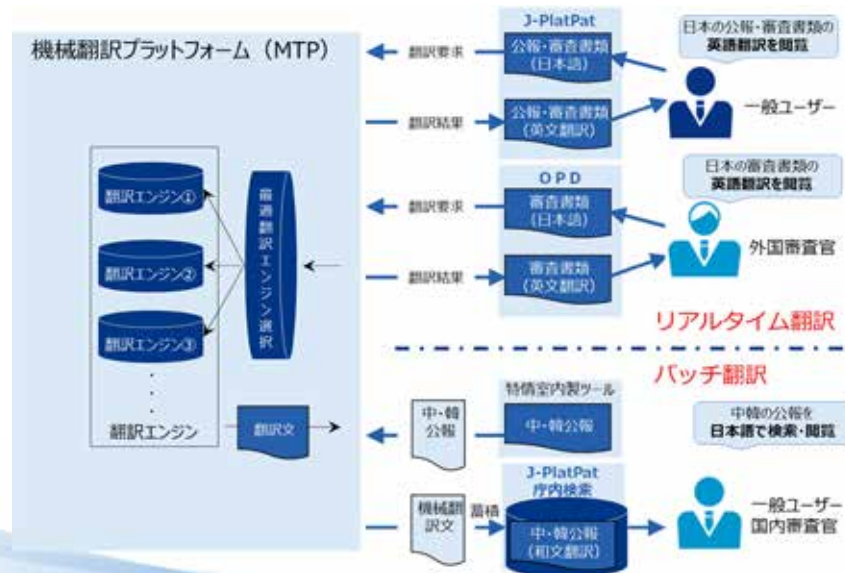 機械翻訳プラットフォーム（MTP）
翻訳エンジン①
翻訳エンジン②
翻訳エンジン③
・・・・
翻訳エンジン
最適翻訳エンジン選択
翻訳文
翻訳要求
翻訳結果
J-PlatPat
公報・審査書類
(日本語)
公報・審査書類
(英文翻訳)
日本の公報・審査書類の
英語翻訳を閲覧
一般ユーザー
翻訳要求
翻訳結果
OPD
審査書類
(日本語)
審査書類
(英文翻訳)
日本の審査書類の
英語翻訳を閲覧
外国審査官
リアルタイム翻訳
バッチ翻訳
中・韓
公報
特情室内製ツール
中・韓公報
中韓の公報を
日本語で検索・閲覧
機械翻
訳文
蓄積
J-PlatPat
庁内検索
中・韓公報
(和文翻訳)
一般ユーザー
国内審査官